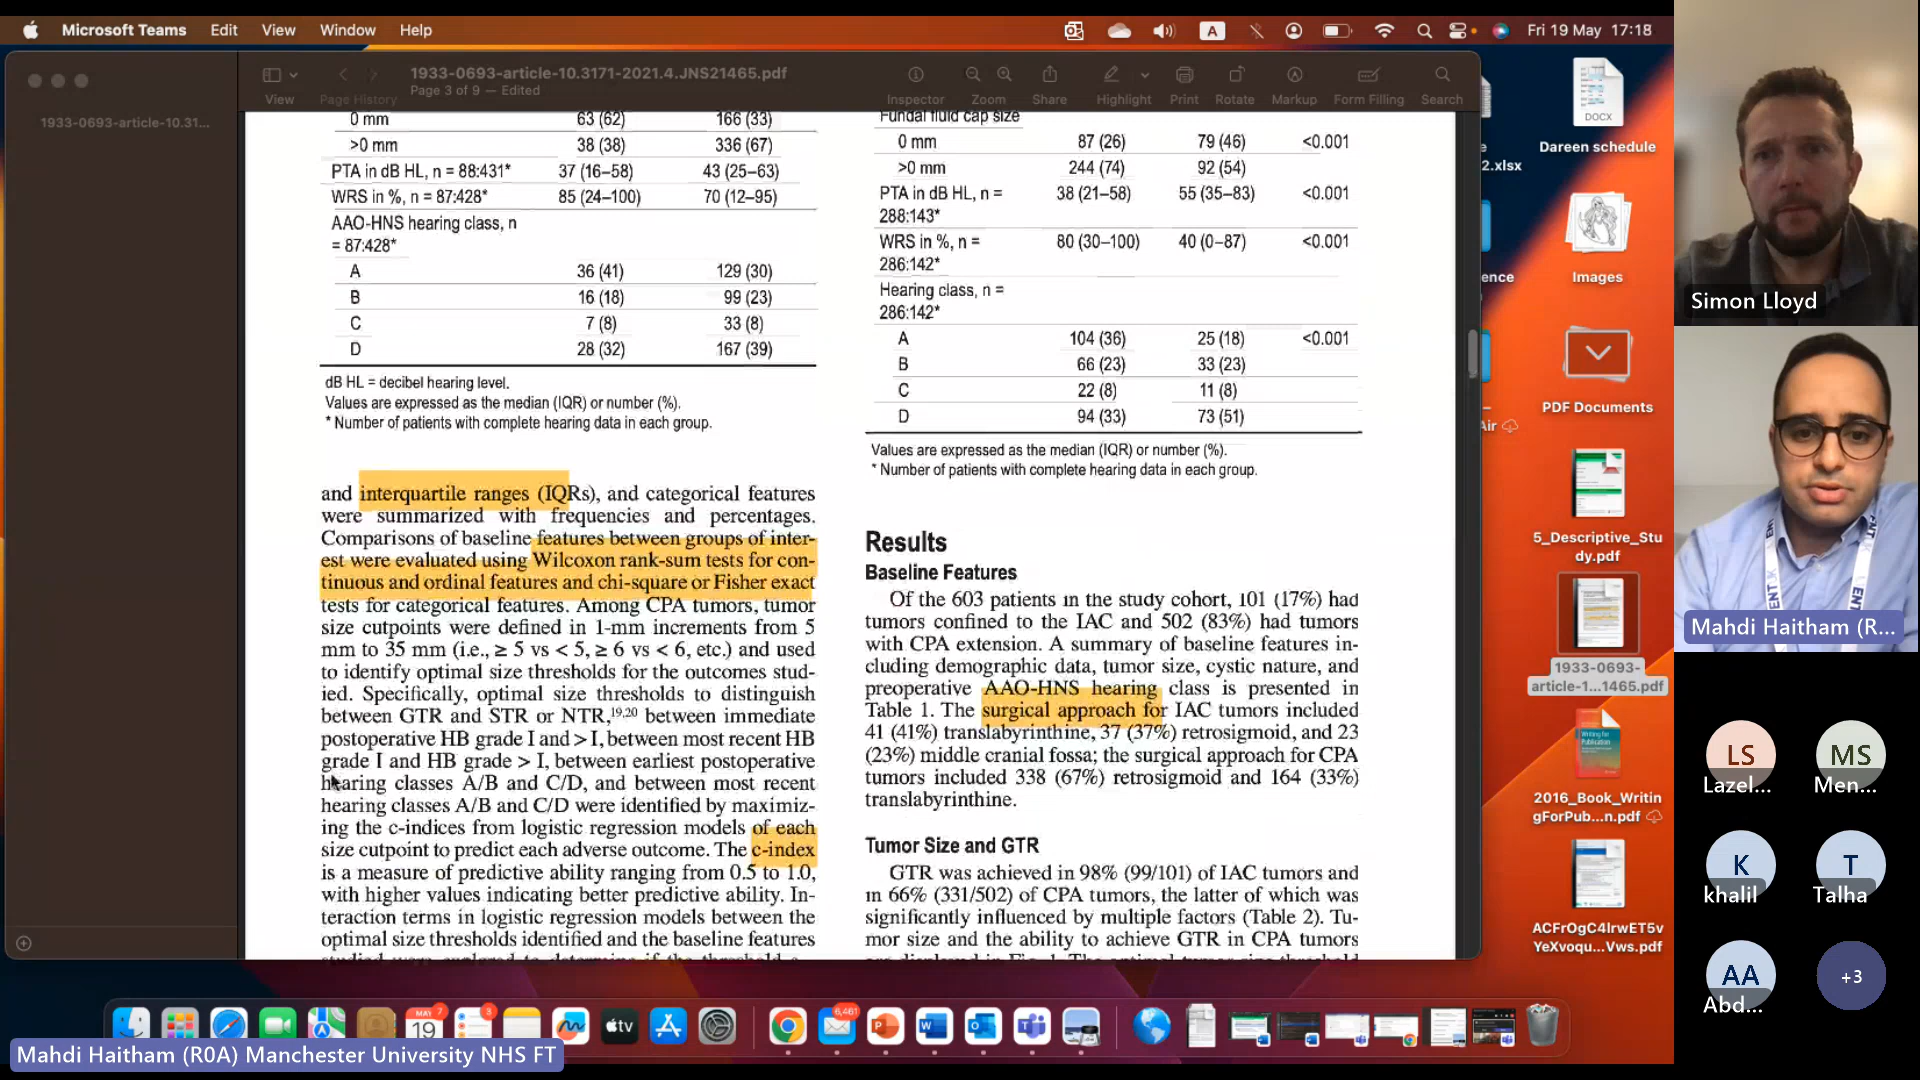 Microsoft Teams Edit View Window Help
A
Fri 19 May 17:18
1933-0693-article-10.3171-2021.4.JNS21465.pdf
Page 3 of 9 — Edited
View Page History Inspector Zoom Share Highlight Print Rotate Markup Form Filling Search
1933-0693-article-10.31...
0 mm 63 (62) 166 (33)
>0 mm 38 (38) 336 (67)
PTA in dB HL, n = 88:431* 37 (16–58) 43 (25–63)
WRS in %, n = 87:428* 85 (24–100) 70 (12–95)
AAO-HNS hearing class, n
= 87:428*
A 36 (41) 129 (30)
B 16 (18) 99 (23)
C 7 (8) 33 (8)
D 28 (32) 167 (39)
dB HL = decibel hearing level.
Values are expressed as the median (IQR) or number (%).
* Number of patients with complete hearing data in each group.
and interquartile ranges (IQRs), and categorical features
were summarized with frequencies and percentages.
Comparisons of baseline features between groups of inter-
est were evaluated using Wilcoxon rank-sum tests for con-
tinuous and ordinal features and chi-square or Fisher exact
tests for categorical features. Among CPA tumors, tumor
size cutpoints were defined in 1-mm increments from 5
mm to 35 mm (i.e., ≥ 5 vs < 5, ≥ 6 vs < 6, etc.) and used
to identify optimal size thresholds for the outcomes stud-
ied. Specifically, optimal size thresholds to distinguish
between GTR and STR or NTR,19,20 between immediate
postoperative HB grade I and > I, between most recent HB
grade I and HB grade > I, between earliest postoperative
hearing classes A/B and C/D, and between most recent
hearing classes A/B and C/D were identified by maximiz-
ing the c-indices from logistic regression models of each
size cutpoint to predict each adverse outcome. The c-index
is a measure of predictive ability ranging from 0.5 to 1.0,
with higher values indicating better predictive ability. In-
teraction terms in logistic regression models between the
optimal size thresholds identified and the baseline features
Fundal fluid cap size
0 mm 87 (26) 79 (46) <0.001
>0 mm 244 (74) 92 (54)
PTA in dB HL, n = 38 (21–58) 55 (35–83) <0.001
288:143*
WRS in %, n = 80 (30–100) 40 (0–87) <0.001
286:142*
Hearing class, n =
286:142*
A 104 (36) 25 (18) <0.001
B 66 (23) 33 (23)
C 22 (8) 11 (8)
D 94 (33) 73 (51)
Values are expressed as the median (IQR) or number (%).
* Number of patients with complete hearing data in each group.
Results
Baseline Features
Of the 603 patients in the study cohort, 101 (17%) had
tumors confined to the IAC and 502 (83%) had tumors
with CPA extension. A summary of baseline features in-
cluding demographic data, tumor size, cystic nature, and
preoperative AAO-HNS hearing class is presented in
Table 1. The surgical approach for IAC tumors included
41 (41%) translabyrinthine, 37 (37%) retrosigmoid, and 23
(23%) middle cranial fossa; the surgical approach for CPA
tumors included 338 (67%) retrosigmoid and 164 (33%)
translabyrinthine.
Tumor Size and GTR
GTR was achieved in 98% (99/101) of IAC tumors and
in 66% (331/502) of CPA tumors, the latter of which was
significantly influenced by multiple factors (Table 2). Tu-
mor size and the ability to achieve GTR in CPA tumors
2.xlsx
ence
Air
DOCX
Dareen schedule
Images
PDF Documents
5_Descriptive_Stu
dy.pdf
1933-0693-
article-1...1465.pdf
2016_Book_Writin
gForPub...n.pdf
ACFrOgC4IrwET5v
YeXvoqu...Vws.pdf
Simon Lloyd
Mahdi Haitham (R...
LS MS
Lazel... Men...
K T
khalil Talha
AA +3
Abd...
MAY 7
19
3
tv
6,461
Mahdi Haitham (R0A) Manchester University NHS FT